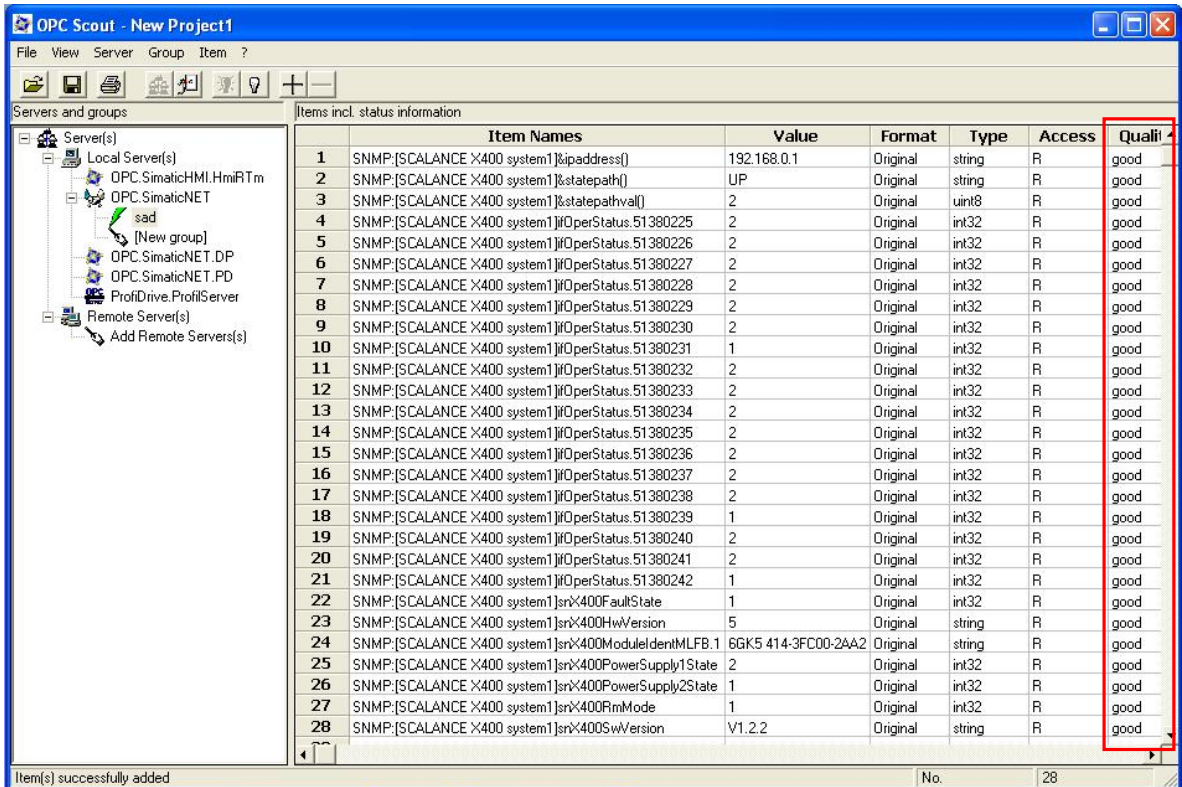 OPC Scout - New Project1
File View Server Group Item ?
Servers and groups
Items incl. status information
Server(s)
Local Server(s)
OPC.SimaticHMI.HmiRTm
OPC.SimaticNET
sad
[New group]
OPC.SimaticNET.DP
OPC.SimaticNET.PD
ProfiDrive.ProfilServer
Remote Server(s)
Add Remote Servers(s)
Item Names Value Format Type Access Qualit
1 SNMP:[SCALANCE X400 system1]&ipaddress() 192.168.0.1 Original string R good
2 SNMP:[SCALANCE X400 system1]&statepath() UP Original string R good
3 SNMP:[SCALANCE X400 system1]&statepathval() 2 Original uint8 R good
4 SNMP:[SCALANCE X400 system1]ifOperStatus.51380225 2 Original int32 R good
5 SNMP:[SCALANCE X400 system1]ifOperStatus.51380226 2 Original int32 R good
6 SNMP:[SCALANCE X400 system1]ifOperStatus.51380227 2 Original int32 R good
7 SNMP:[SCALANCE X400 system1]ifOperStatus.51380228 2 Original int32 R good
8 SNMP:[SCALANCE X400 system1]ifOperStatus.51380229 2 Original int32 R good
9 SNMP:[SCALANCE X400 system1]ifOperStatus.51380230 2 Original int32 R good
10 SNMP:[SCALANCE X400 system1]ifOperStatus.51380231 1 Original int32 R good
11 SNMP:[SCALANCE X400 system1]ifOperStatus.51380232 2 Original int32 R good
12 SNMP:[SCALANCE X400 system1]ifOperStatus.51380233 2 Original int32 R good
13 SNMP:[SCALANCE X400 system1]ifOperStatus.51380234 2 Original int32 R good
14 SNMP:[SCALANCE X400 system1]ifOperStatus.51380235 2 Original int32 R good
15 SNMP:[SCALANCE X400 system1]ifOperStatus.51380236 2 Original int32 R good
16 SNMP:[SCALANCE X400 system1]ifOperStatus.51380237 2 Original int32 R good
17 SNMP:[SCALANCE X400 system1]ifOperStatus.51380238 2 Original int32 R good
18 SNMP:[SCALANCE X400 system1]ifOperStatus.51380239 1 Original int32 R good
19 SNMP:[SCALANCE X400 system1]ifOperStatus.51380240 2 Original int32 R good
20 SNMP:[SCALANCE X400 system1]ifOperStatus.51380241 2 Original int32 R good
21 SNMP:[SCALANCE X400 system1]ifOperStatus.51380242 1 Original int32 R good
22 SNMP:[SCALANCE X400 system1]snX400FaultState 1 Original int32 R good
23 SNMP:[SCALANCE X400 system1]snX400HwVersion 5 Original string R good
24 SNMP:[SCALANCE X400 system1]snX400ModuleIdentMLFB.1 6GK5 414-3FC00-2AA2 Original string R good
25 SNMP:[SCALANCE X400 system1]snX400PowerSupply1State 2 Original int32 R good
26 SNMP:[SCALANCE X400 system1]snX400PowerSupply2State 1 Original int32 R good
27 SNMP:[SCALANCE X400 system1]snX400RmMode 1 Original int32 R good
28 SNMP:[SCALANCE X400 system1]snX400SwVersion V1.2.2 Original string R good
Item(s) successfully added No. 28